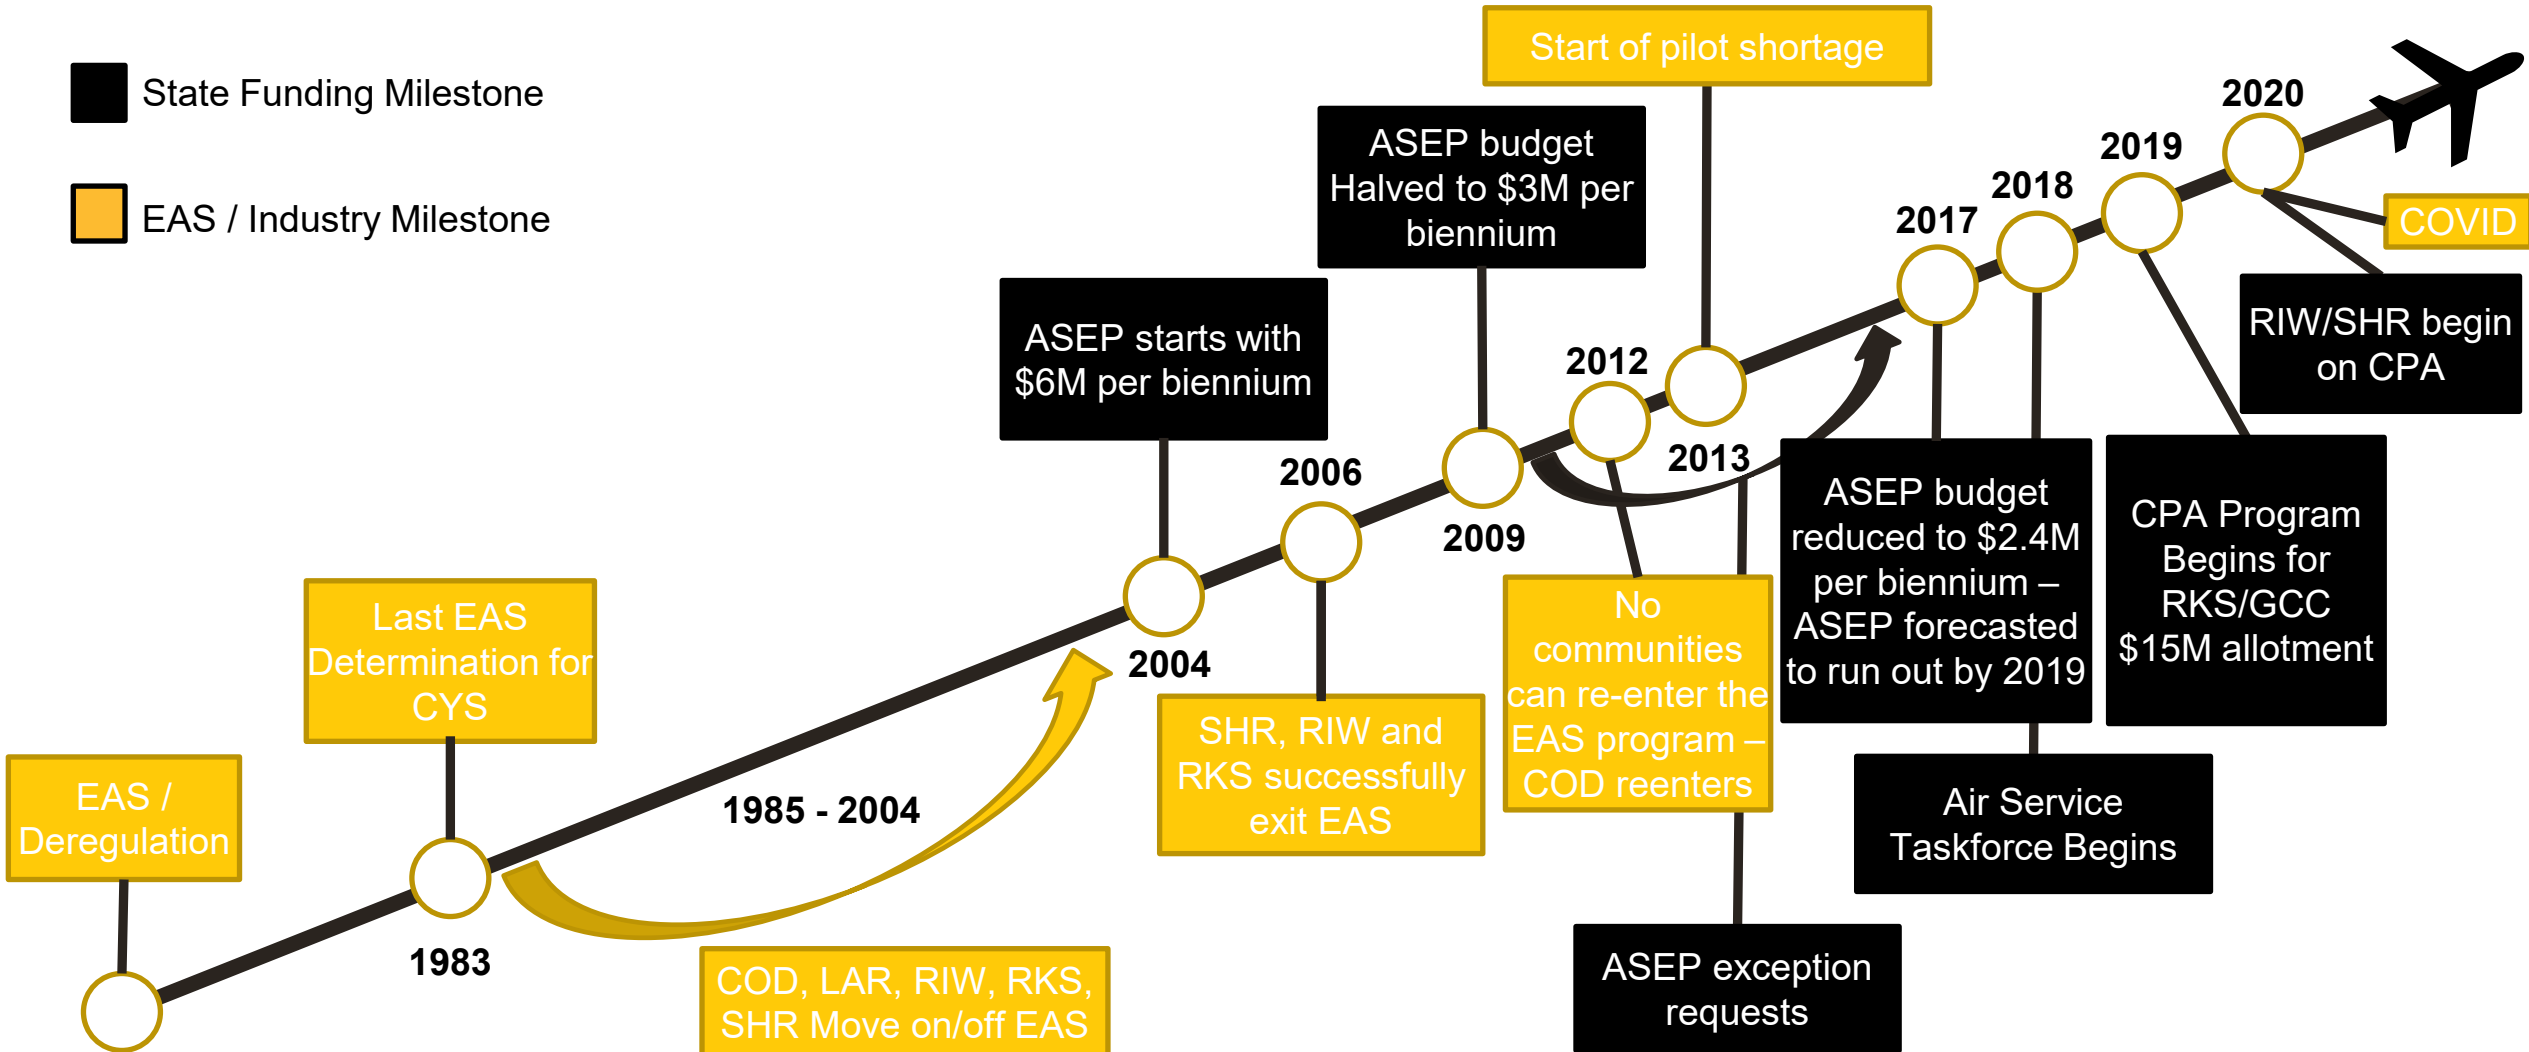 State Funding Milestone
EAS / Industry Milestone
EAS /
Deregulation
Last EAS
Determination for
CYS
1983
1985 - 2004
COD, LAR, RIW, RKS,
SHR Move on/off EAS
ASEP starts with
$6M per biennium
2004
2006
SHR, RIW and
RKS successfully
exit EAS
ASEP budget
Halved to $3M per
biennium
2009
2012
No
communities
can re-enter the
EAS program –
COD reenters
Start of pilot shortage
2013
ASEP exception
requests
2017
ASEP budget
reduced to $2.4M
per biennium –
ASEP forecasted
to run out by 2019
2018
Air Service
Taskforce Begins
2019
CPA Program
Begins for
RKS/GCC
$15M allotment
2020
COVID
RIW/SHR begin
on CPA